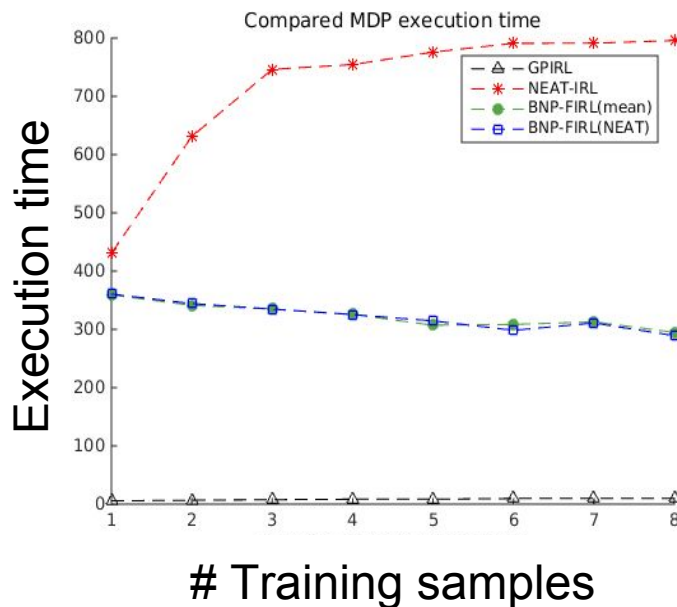 Compared MDP execution time
800
700
600
500
400
300
200
100
0
Execution time
GPIRL
NEAT-IRL
BNP-FIRL(mean)
BNP-FIRL(NEAT)
1 2 3 4 5 6 7 8
# Training samples